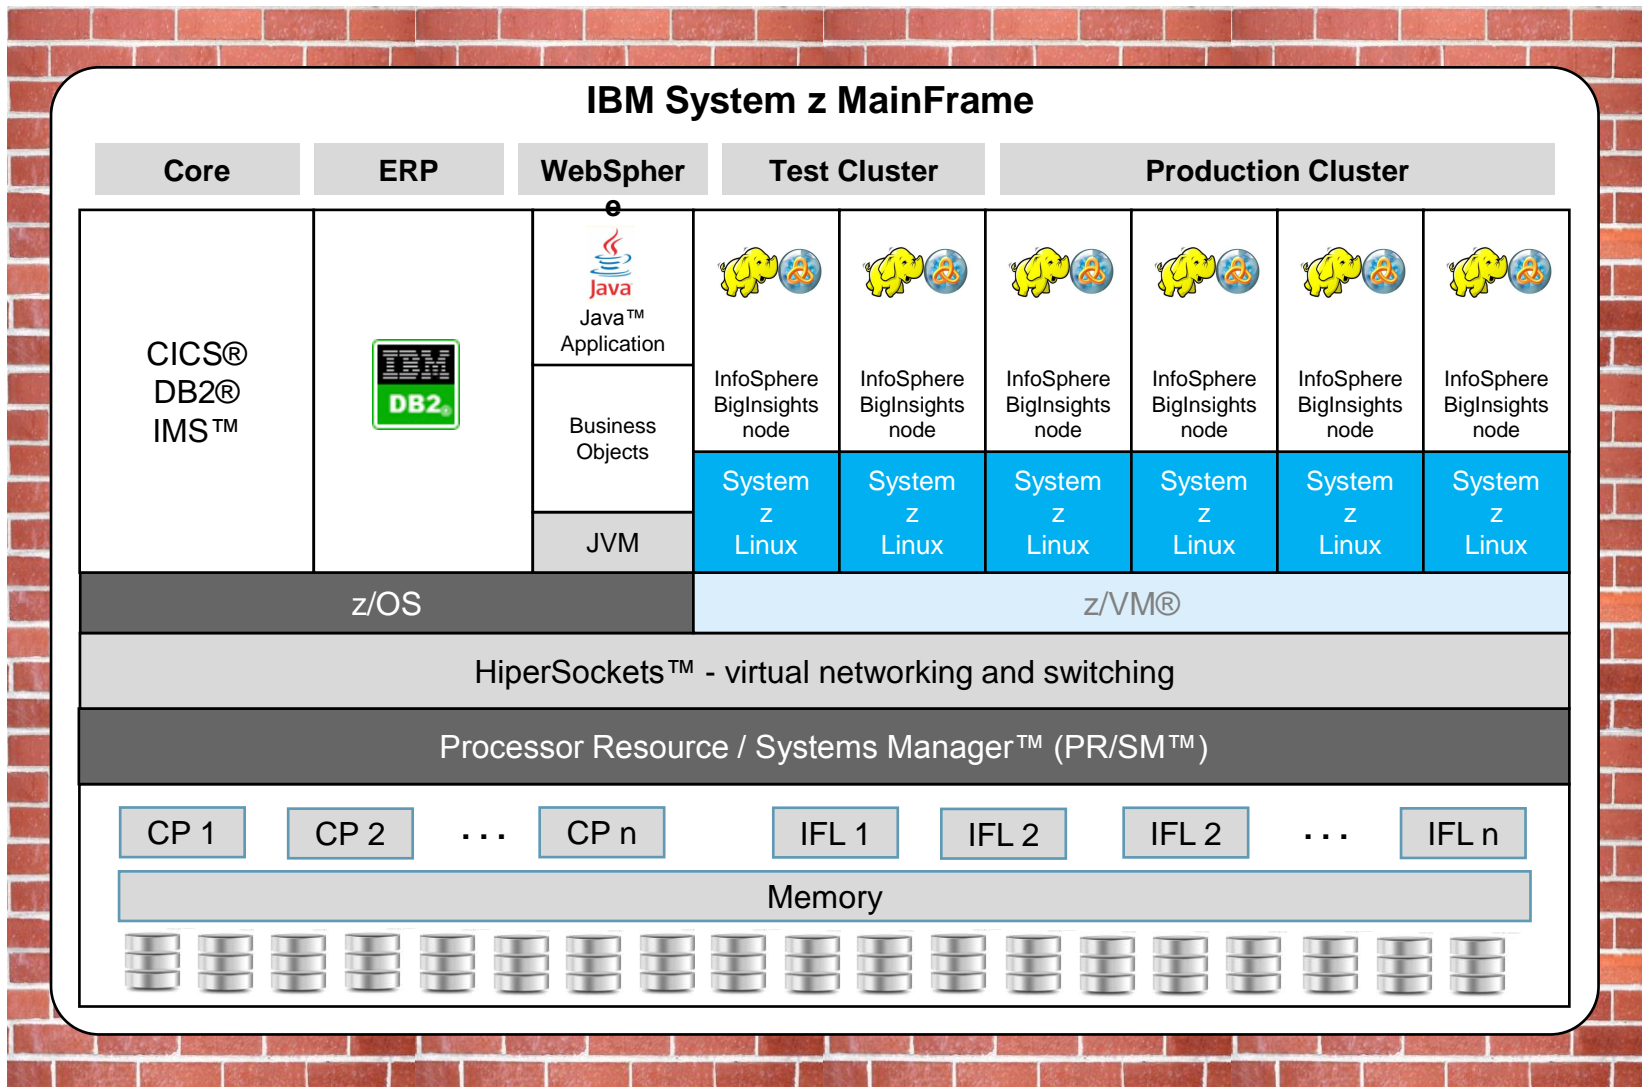 IBM System z MainFrame
Core
ERP
WebSpher
e
Test Cluster
Production Cluster
CICS®
DB2®
IMS™
IBM
DB2®
Java
Java™
Application
Business
Objects
JVM
InfoSphere
BigInsights
node
System
z
Linux
InfoSphere
BigInsights
node
System
z
Linux
InfoSphere
BigInsights
node
System
z
Linux
InfoSphere
BigInsights
node
System
z
Linux
InfoSphere
BigInsights
node
System
z
Linux
InfoSphere
BigInsights
node
System
z
Linux
z/OS
z/VM®
HiperSockets™ - virtual networking and switching
Processor Resource / Systems Manager™ (PR/SM™)
CP 1
CP 2
. . .
CP n
IFL 1
IFL 2
IFL 2
. . .
IFL n
Memory